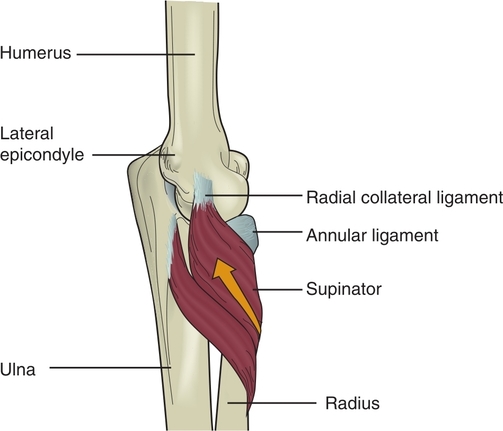 Humerus
Lateral
epicondyle
Radial collateral ligament
Annular ligament
Supinator
Ulna
Radius